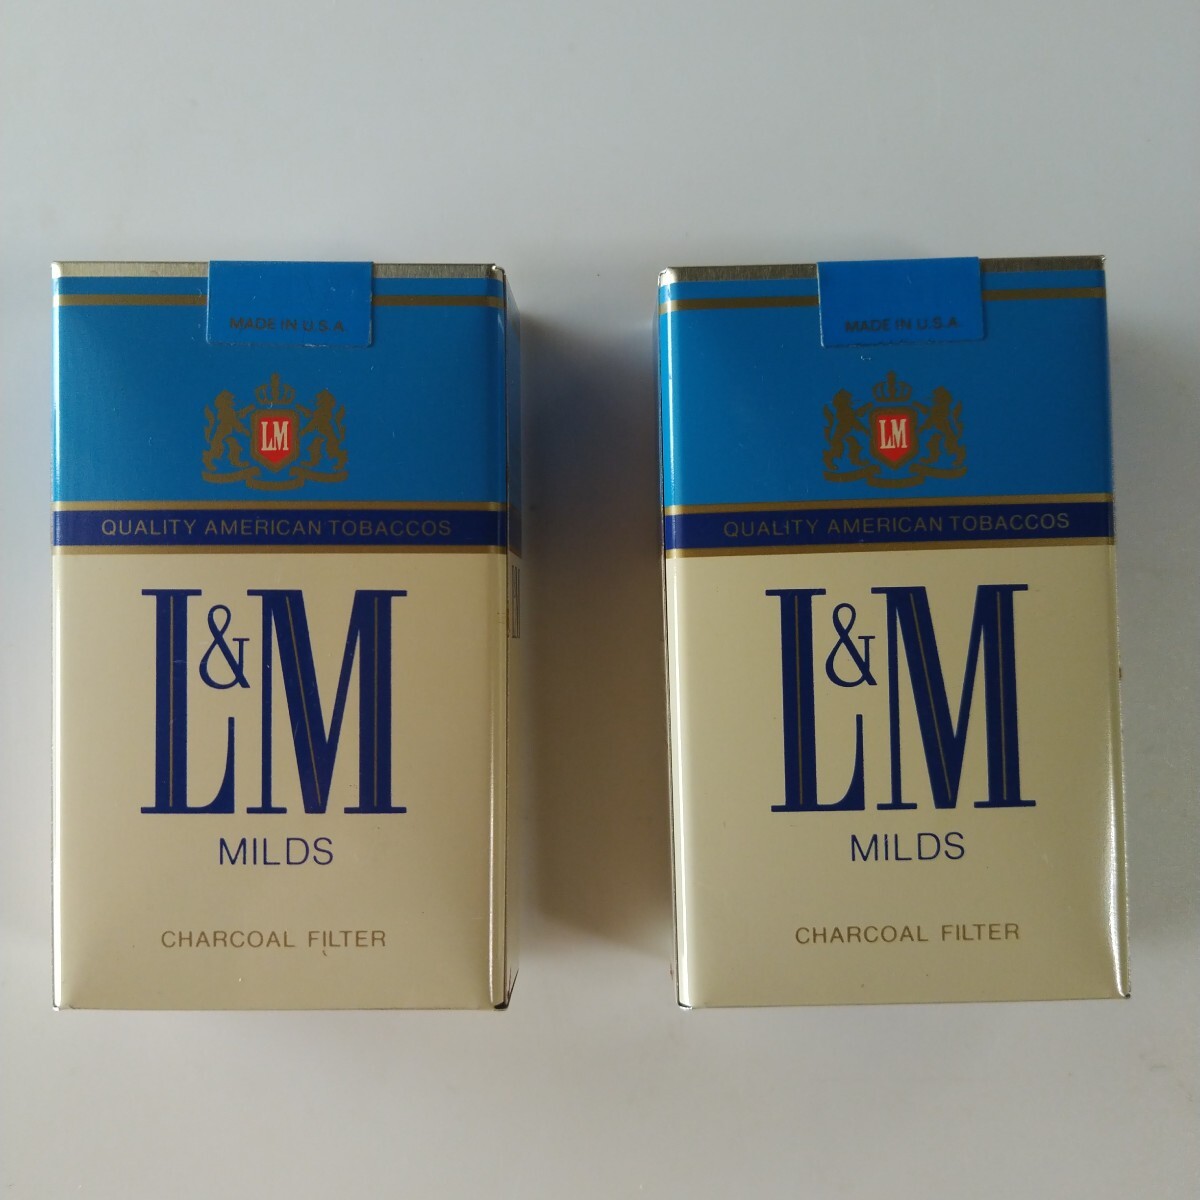 MADE IN U.S.A.
LM
QUALITY AMERICAN TOBACCOS
L&M
MILDS
CHARCOAL FILTER
MADE IN U.S.A.
LM
QUALITY AMERICAN TOBACCOS
L&M
MILDS
CHARCOAL FILTER